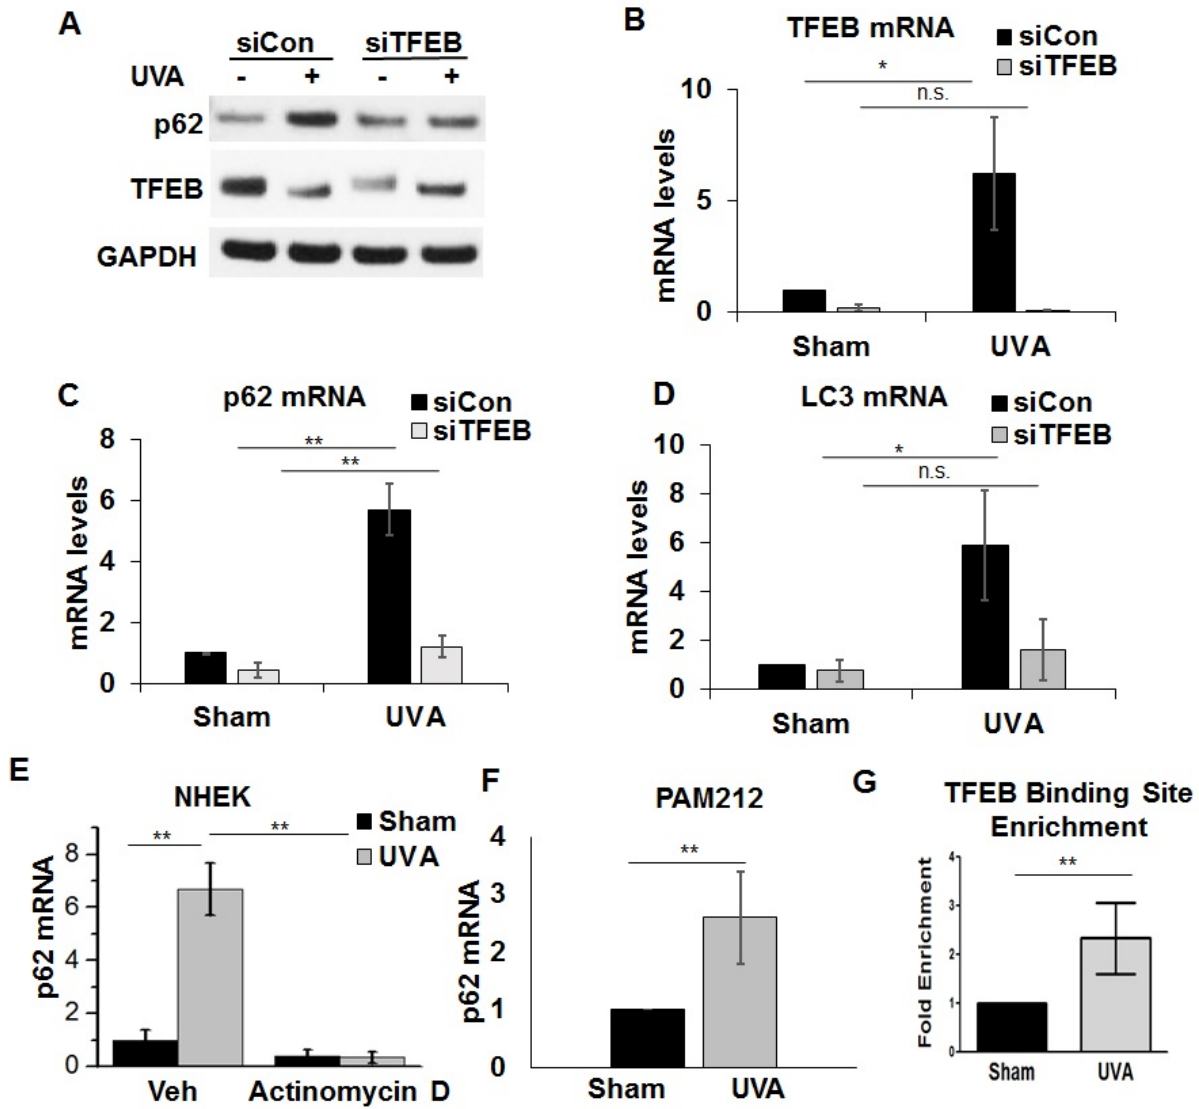 A
siCon siTFEB
UVA - + - +
p62
TFEB
GAPDH
B
TFEB mRNA
siCon
siTFEB
*
n.s.
10
5
0
mRNA levels
Sham UVA
C
p62 mRNA
siCon
siTFEB
**
**
8
6
4
2
0
mRNA levels
Sham UVA
D
LC3 mRNA
siCon
siTFEB
*
n.s.
10
8
6
4
2
0
mRNA levels
Sham UVA
E
NHEK
Sham
UVA
** **
8
6
4
2
0
p62 mRNA
Veh Actinomycin D
F
PAM212
**
4
3
2
1
0
p62 mRNA
Sham UVA
G
TFEB Binding Site
Enrichment
**
4
3
2
1
0
Fold Enrichment
Sham UVA